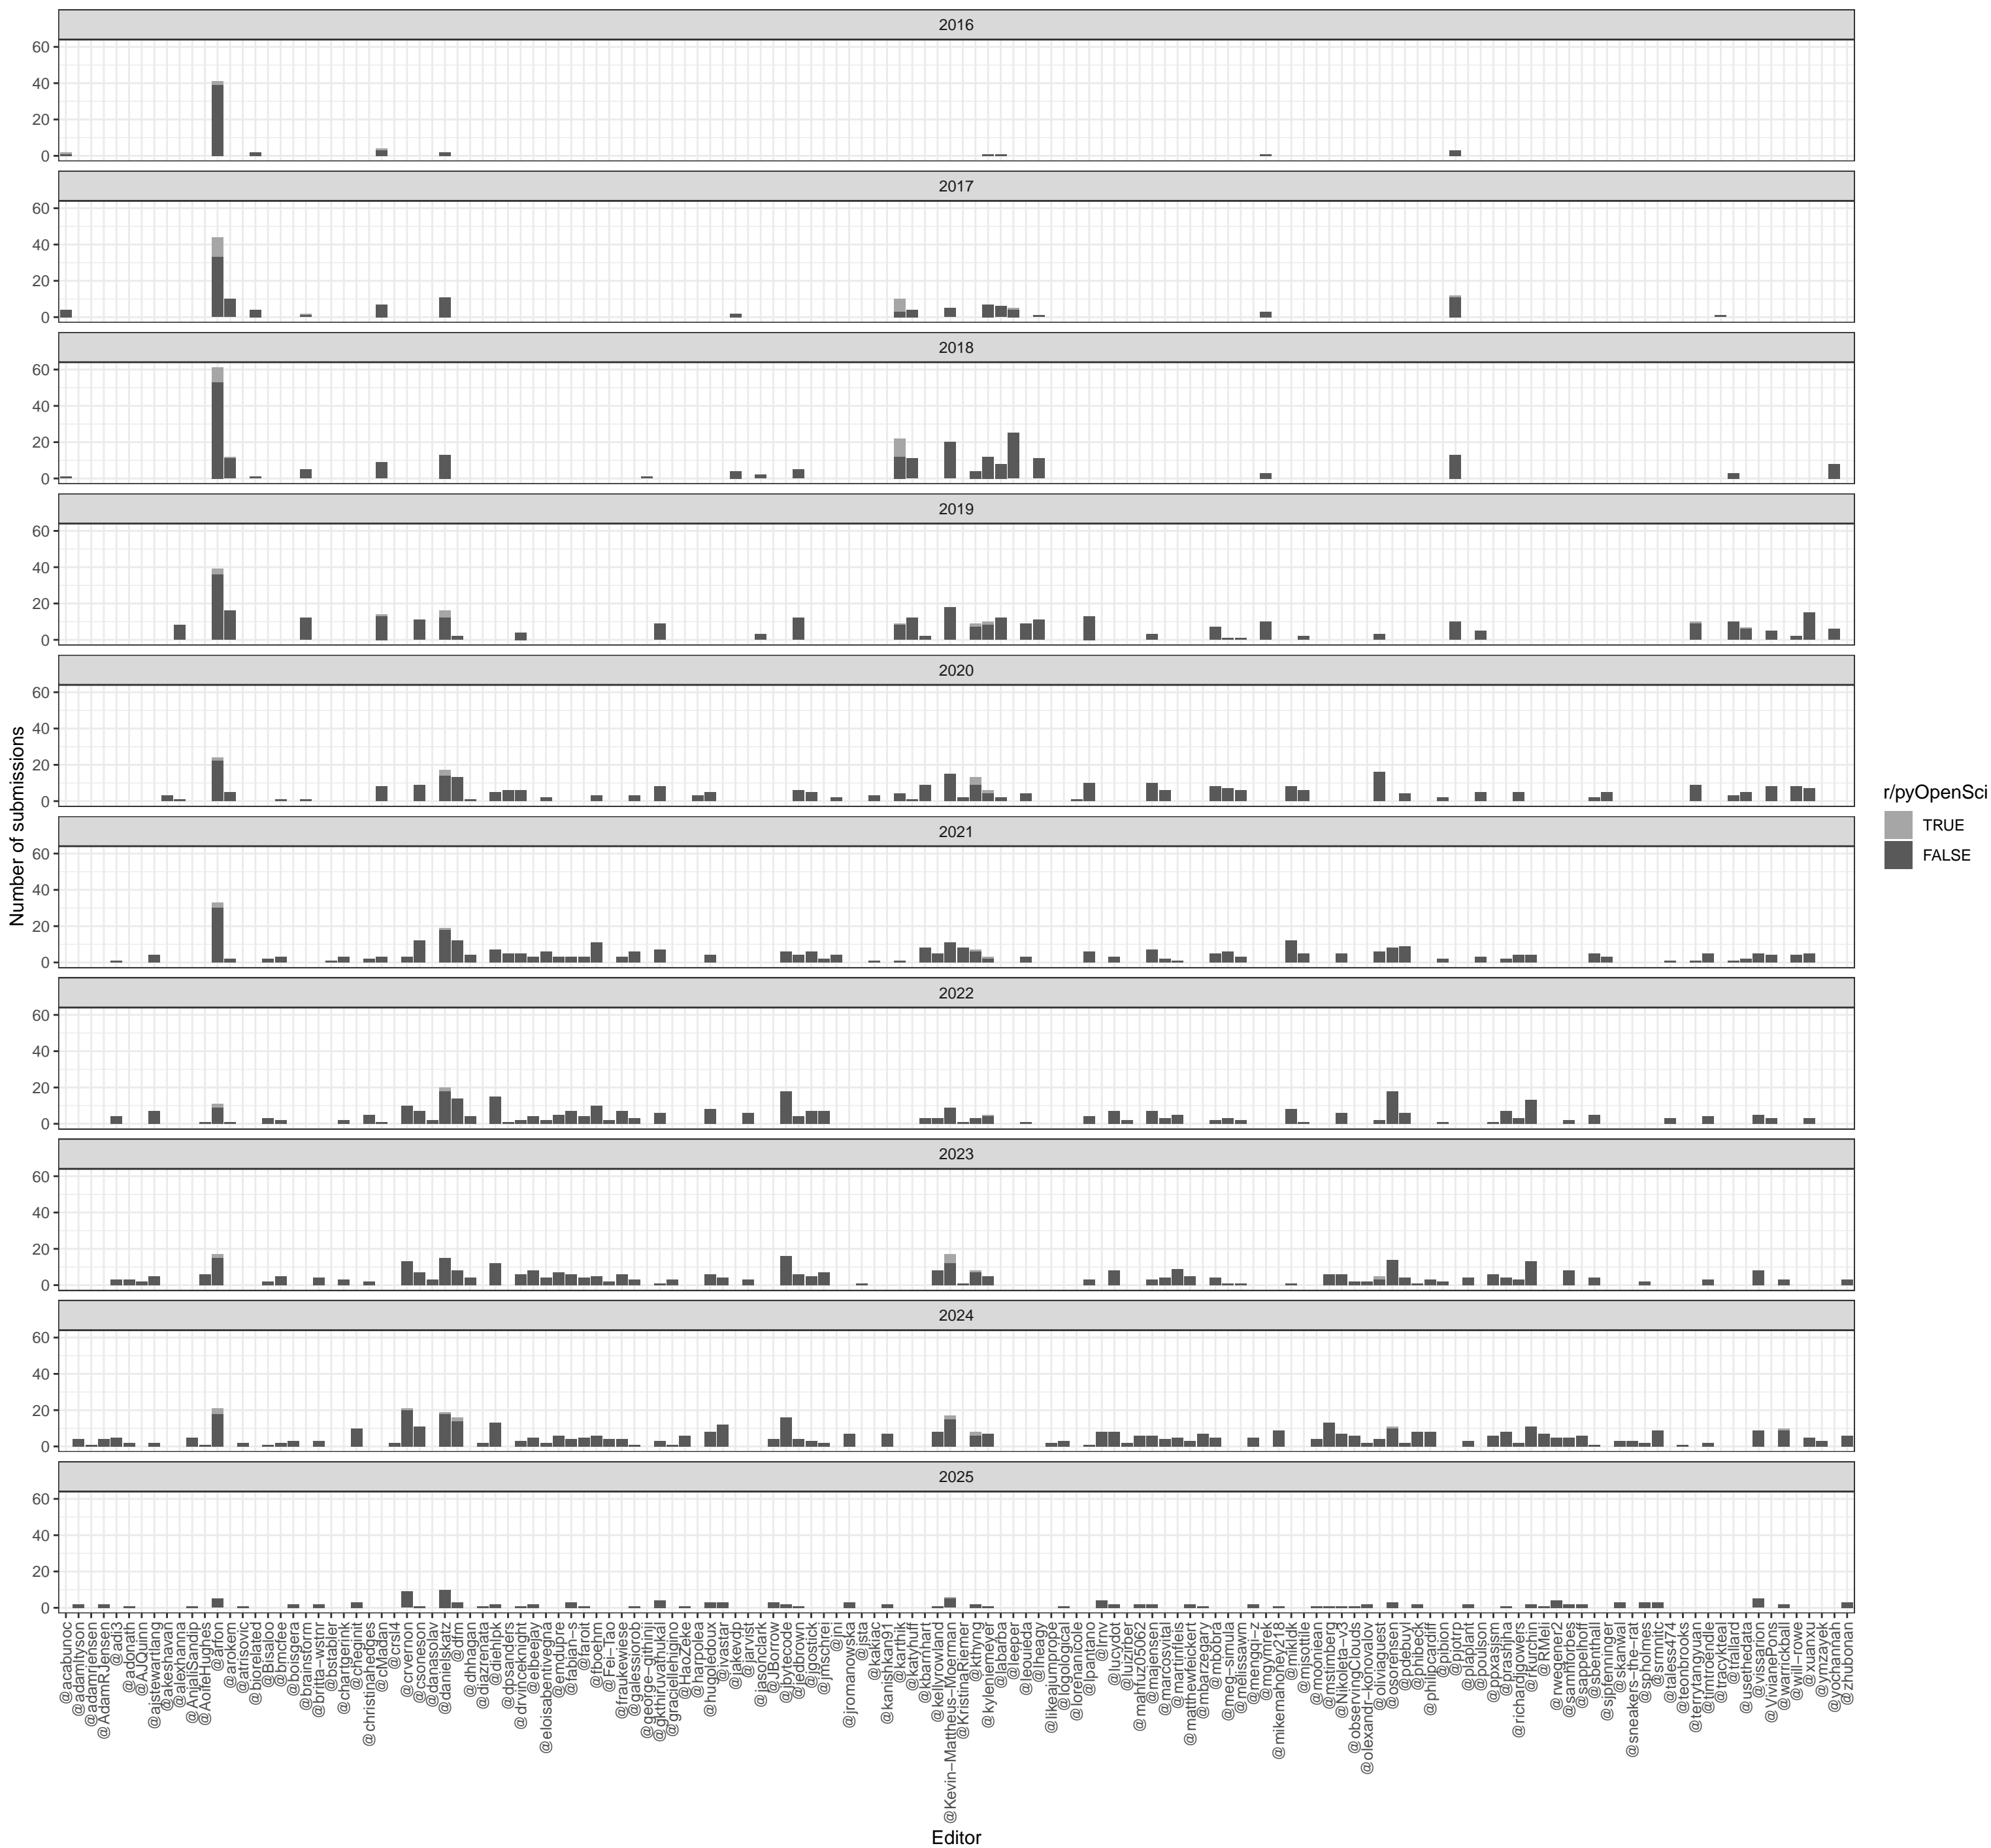 2016
60
40
20
0
2017
60
40
20
0
2018
60
40
20
0
2019
60
40
20
0
2020
60
40
20
0
2021
60
40
20
0
2022
60
40
20
0
2023
60
40
20
0
2024
60
40
20
0
2025
60
40
20
0
Number of submissions
@acabunoc
@adamltyson
@adamrjensen
@AdamRJensen
@adi3
@adonath
@AJQuinn
@ajstewartlang
@akeshavan
@alexhanna
@AnjaliSandip
@AoifeHughes
@arfon
@arokem
@atrisovic
@biorelated
@Bisaloo
@bmcfee
@boisgera
@brainstorm
@britta−wstnr
@bstabler
@chartgerink
@cheginit
@christinahedges
@cMadan
@crsl4
@crvernon
@csoneson
@danasilv
@danielskatz
@dfm
@dhhagan
@diazrenata
@diehlpk
@dpsanders
@drvinceknight
@elbeejay
@eloisabentivegna
@emdupre
@fabian−s
@faroit
@fboehm
@Fei−Tao
@fraukewiese
@galessiorob
@george−githinji
@gkthiruvathukal
@graciellehigino
@HaoZeke
@harpolea
@hugoledoux
@ivastar
@jakevdp
@jarvist
@jasonclark
@JBorrow
@jbytecode
@jedbrown
@jgostick
@jmschrei
@jni
@jromanowska
@jsta
@kakiac
@kanishkan91
@karthik
@katyhuff
@kbarnhart
@kellyrowland
@Kevin−Mattheus−Moerman
@KristinaRiemer
@kthyng
@kyleniemeyer
@labarba
@leeper
@leouieda
@lheagy
@likeajumprope
@logological
@lorenanicole
@lpantano
@lrnv
@lucydot
@luizirber
@mahfuz05062
@majensen
@marcosvital
@martinfleis
@matthewfeickert
@mbarzegary
@mbobra
@meg−simula
@melissawm
@mengqi−z
@mgymrek
@mikemahoney218
@mikldk
@mjsottile
@mooniean
@mstimberg
@Nikoleta−v3
@observingClouds
@olexandr−konovalov
@oliviaguest
@osorensen
@pdebuyl
@phibeck
@philipcardiff
@pibion
@pjotrp
@plaplant
@poulson
@ppxasjsm
@prashjha
@richardjgowers
@rkurchin
@RMeli
@rwegener2
@samhforbes
@seaelhoff
@sbenthall
@sjpfenninger
@skanwal
@sneakers−the−rat
@spholmes
@srmnitc
@taless474
@teonbrooks
@terrytangyuan
@timtroendle
@tracykteal
@trallard
@usethedata
@vissarion
@VivianePons
@warrickball
@will−rowe
@xuanxu
@ymzayek
@yochannah
@zhubonan
Editor
r/pyOpenSci
TRUE
FALSE